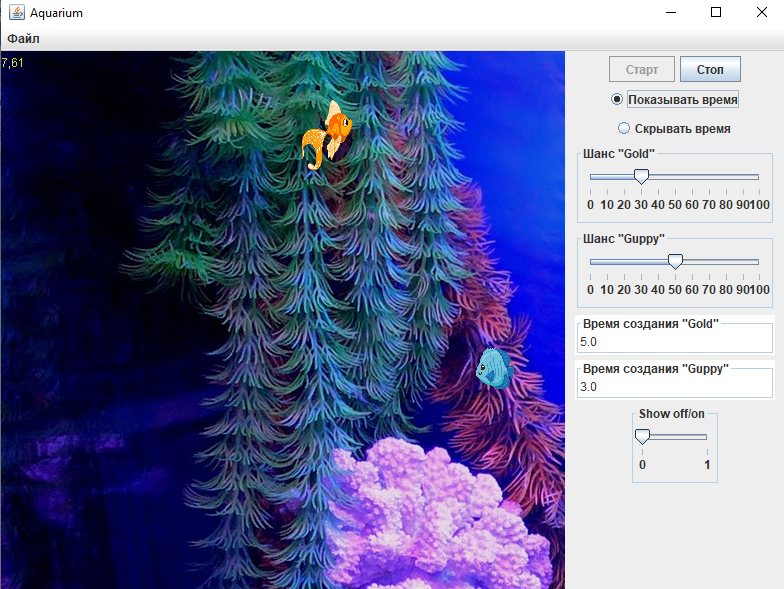 Aquarium
Файл
7,61
Старт Стоп
Показывать время
Скрывать время
Шанс "Gold"
0 10 20 30 40 50 60 70 80 90100
Шанс "Guppy"
0 10 20 30 40 50 60 70 80 90100
Время создания "Gold"
5.0
Время создания "Guppy"
3.0
Show off/on
0 1